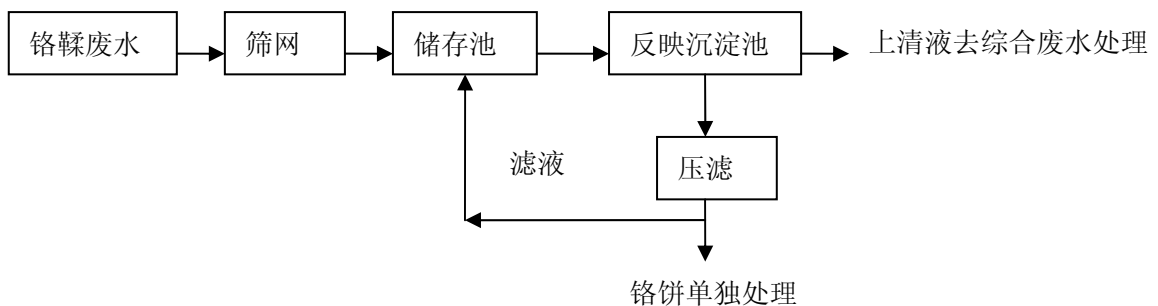 铬鞣废水
筛网
储存池
反映沉淀池
上清液去综合废水处理
滤液
压滤
铬饼单独处理